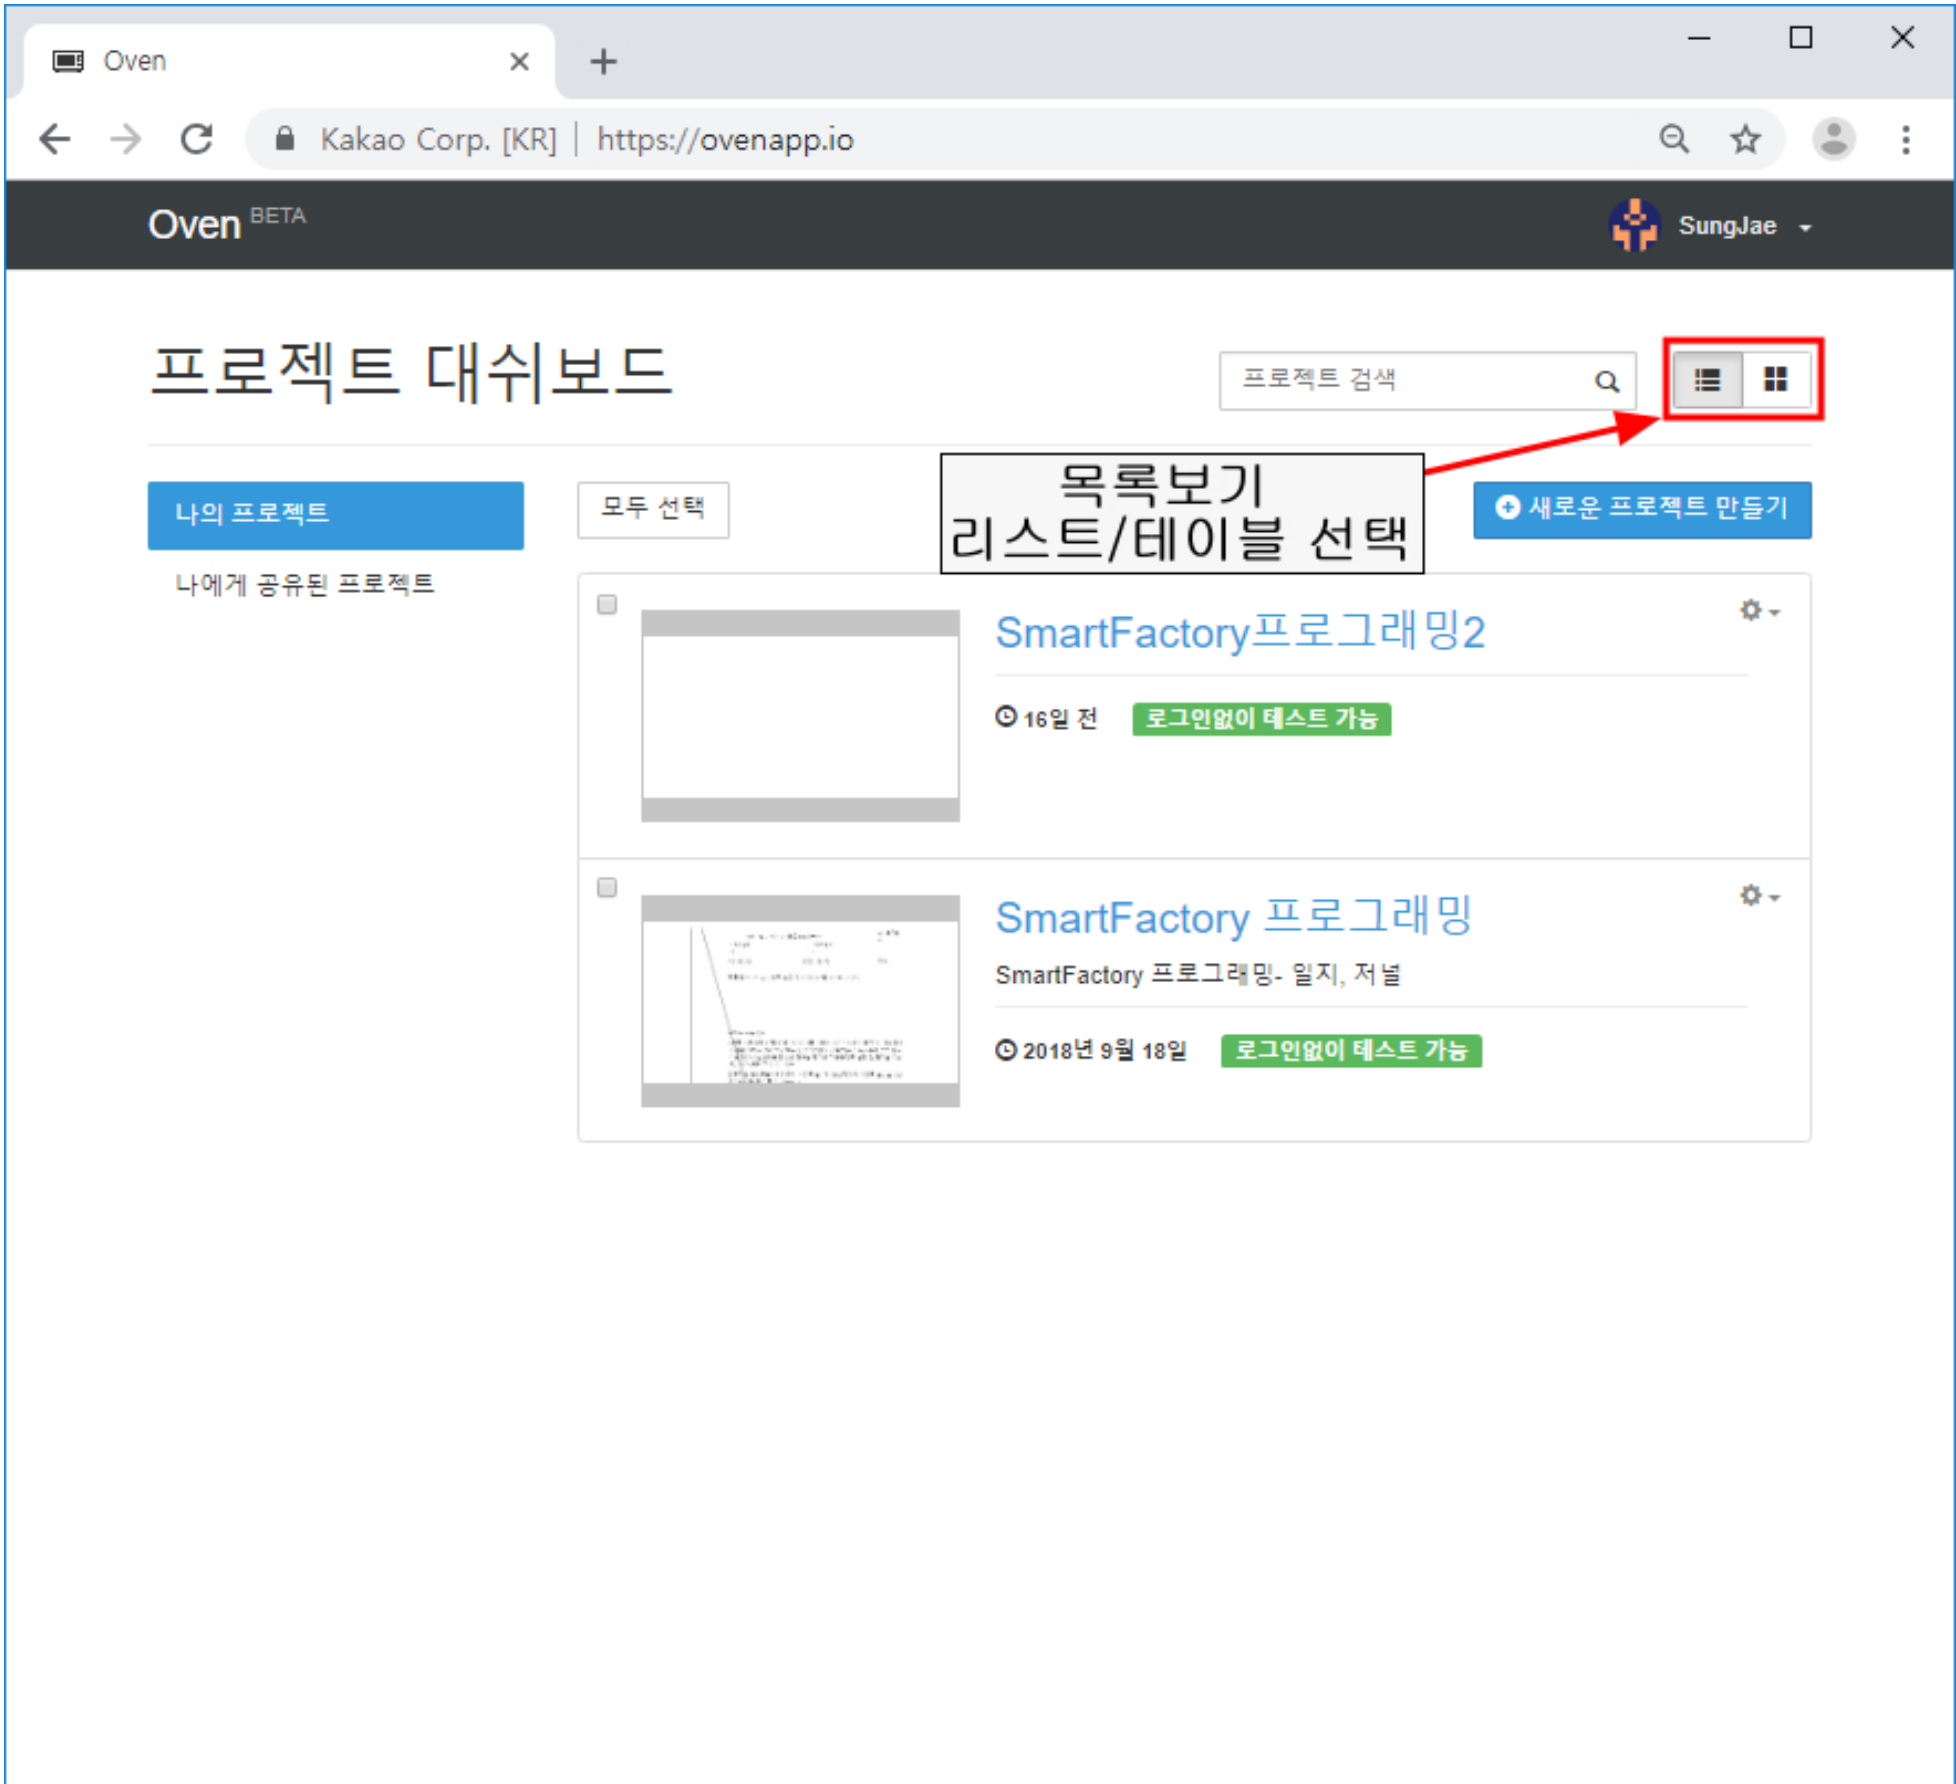 Oven
Kakao Corp. [KR] | https://ovenapp.io
Oven BETA
SungJae
프로젝트 대쉬보드
프로젝트 검색
목록보기
리스트/테이블 선택
나의 프로젝트
모두 선택
새로운 프로젝트 만들기
나에게 공유된 프로젝트
SmartFactory프로그래밍2
16일 전
로그인없이 테스트 가능
SmartFactory 프로그래밍
SmartFactory 프로그래밍- 일지, 저널
2018년 9월 18일
로그인없이 테스트 가능